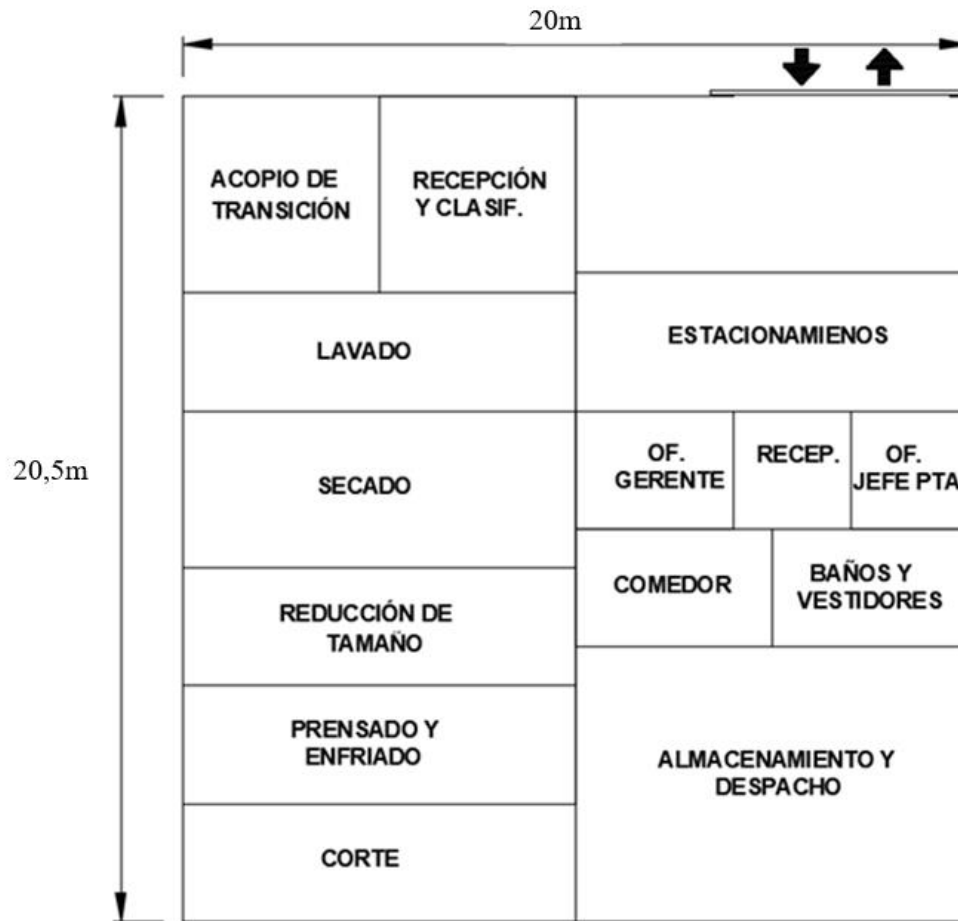 20m
ACOPIO DE
TRANSICIÓN
RECEPCIÓN
Y CLASIF.
LAVADO
ESTACIONAMIENOS
20,5m
SECADO
OF.
GERENTE
RECEP.
OF.
JEFE PTA
REDUCCIÓN DE
TAMAÑO
COMEDOR
BAÑOS Y
VESTIDORES
PRENSADO Y
ENFRIADO
ALMACENAMIENTO Y
DESPACHO
CORTE